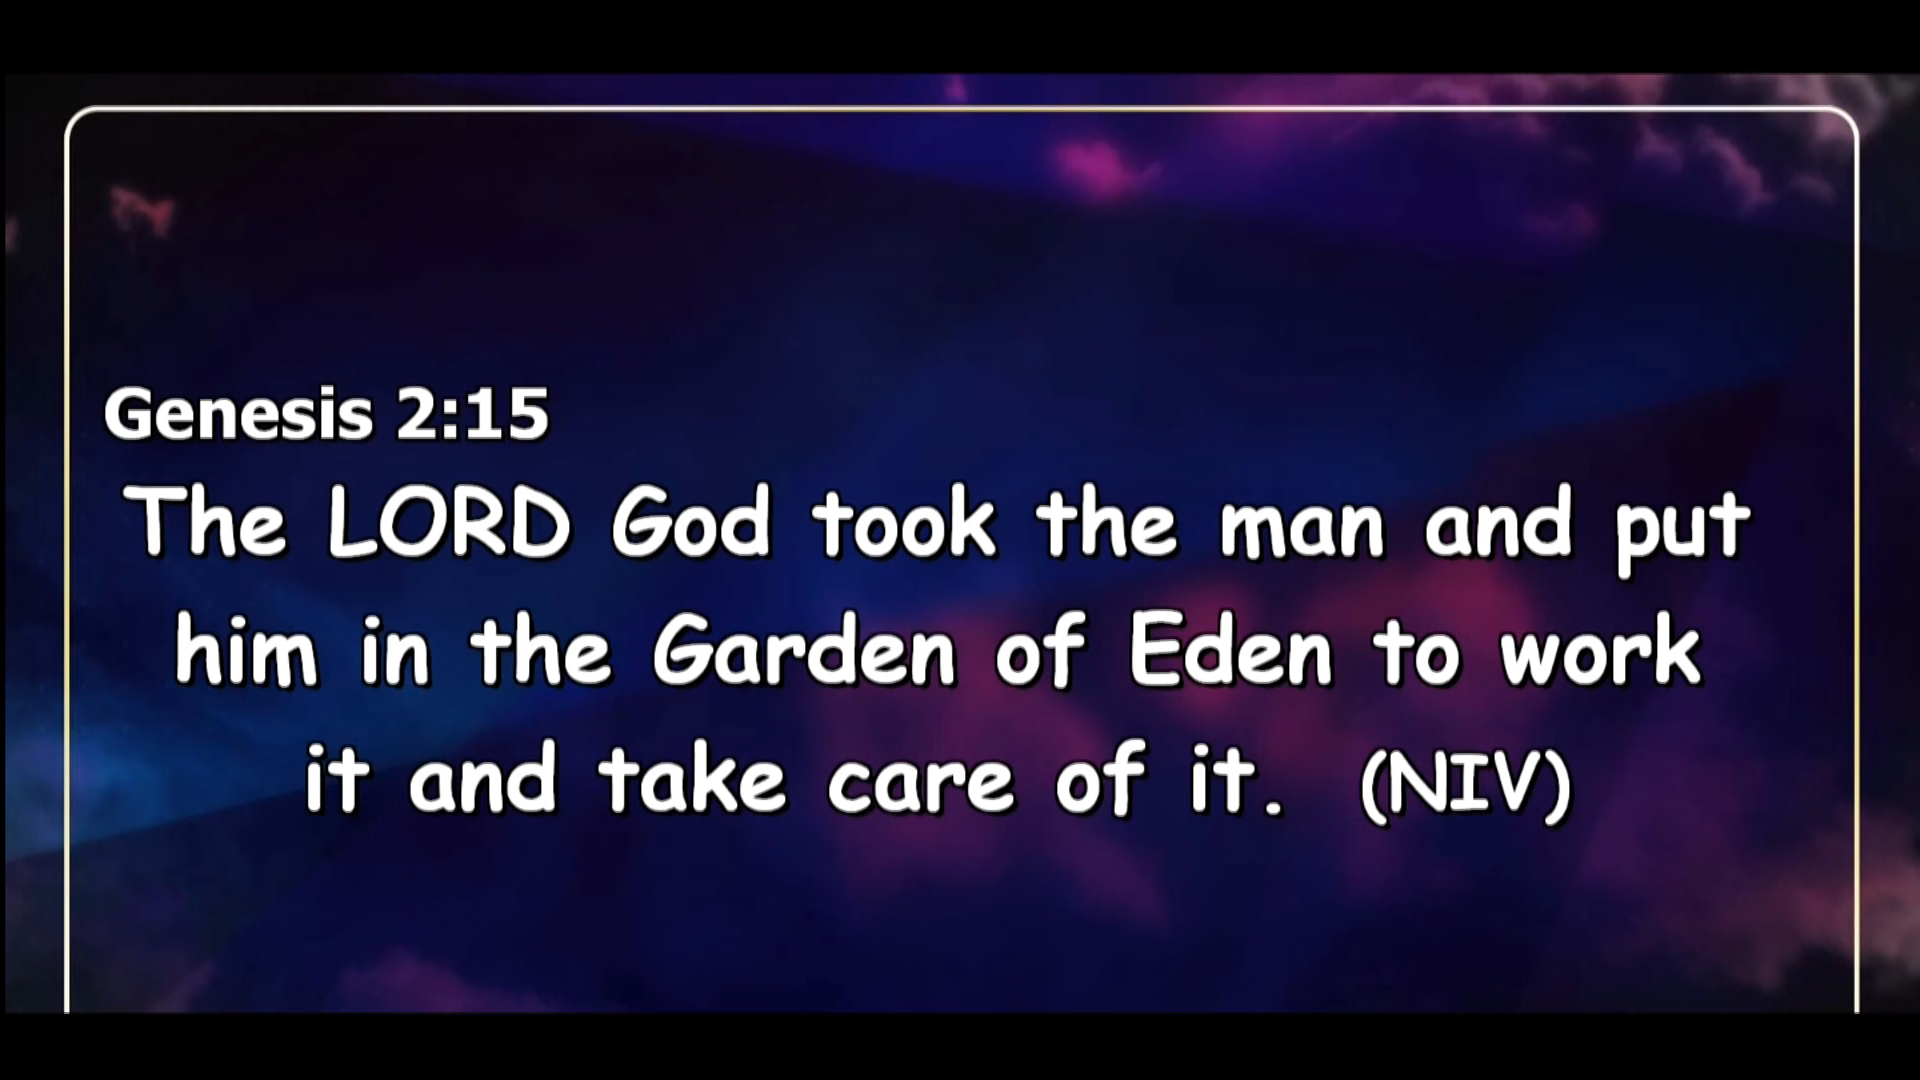 Genesis 2:15
The LORD God took the man and put
him in the Garden of Eden to work
it and take care of it. (NIV)